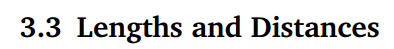 3.3 Lengths and Distances